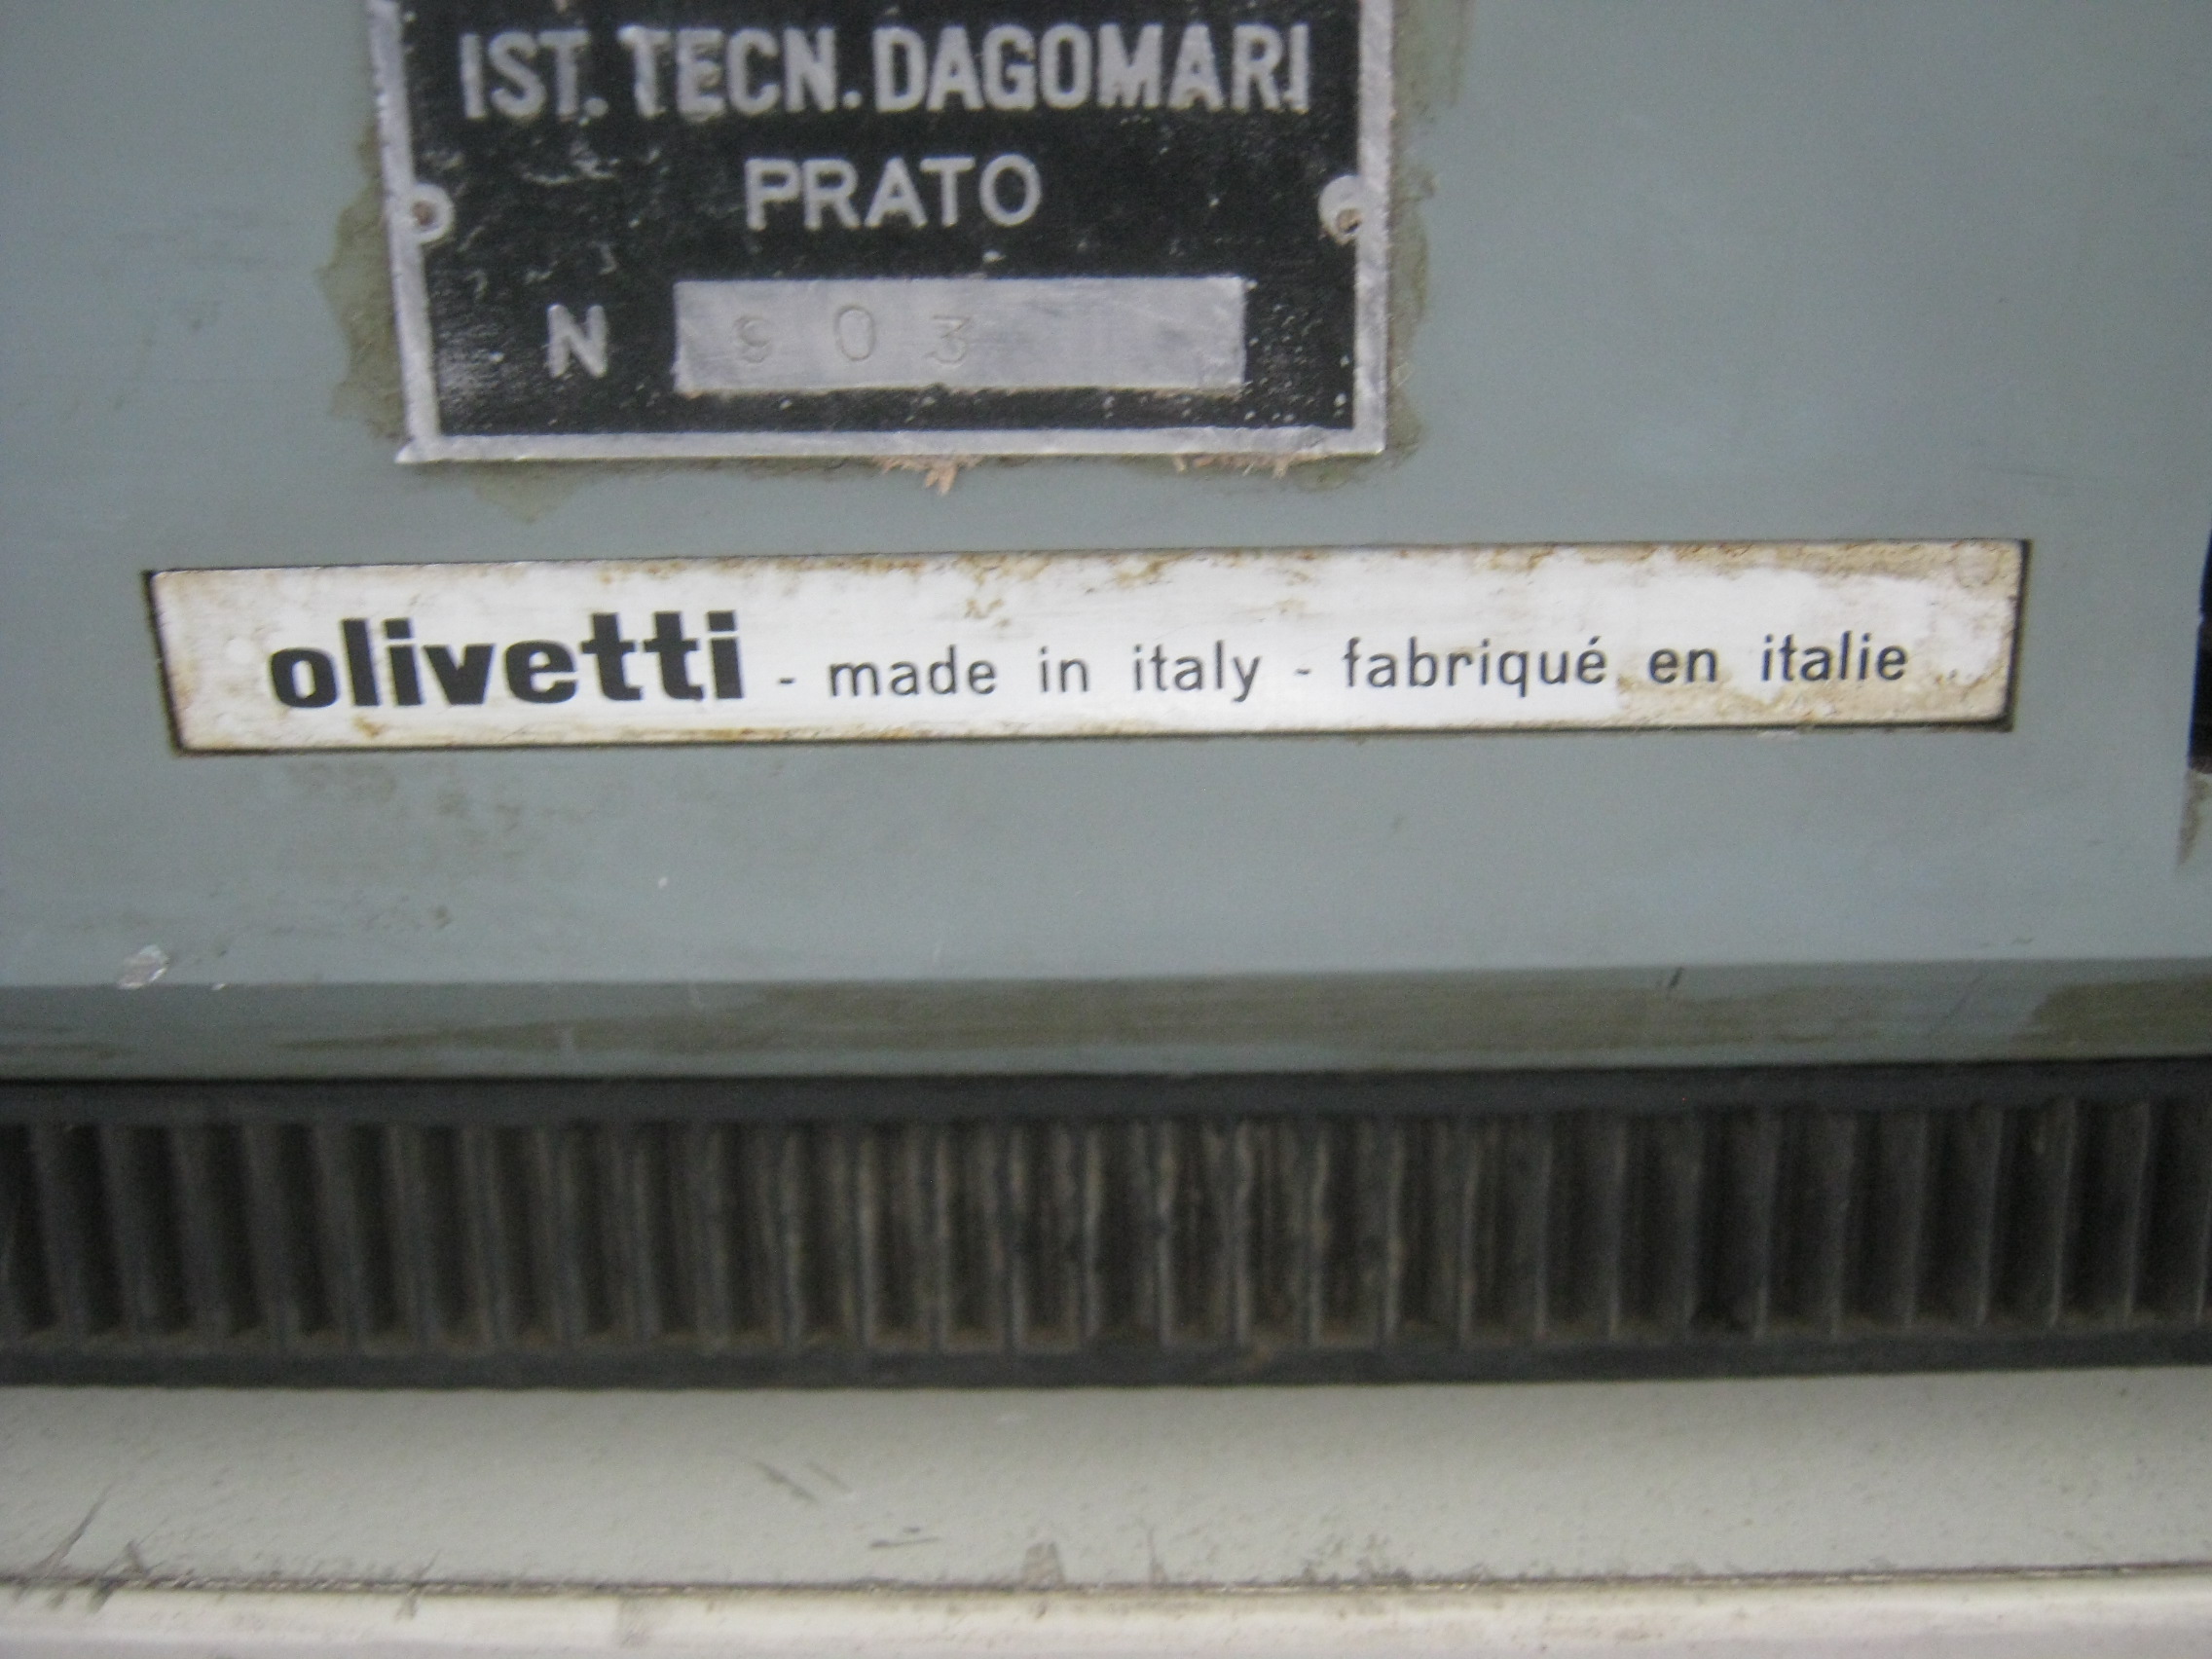 IST. TECN. DAGOMARI
PRATO
N 903
olivetti - made in italy - fabriqué en italie